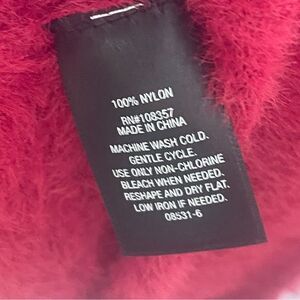 100% NYLON
RN#108357
MADE IN CHINA
MACHINE WASH COLD.
GENTLE CYCLE.
USE ONLY NON-CHLORINE
BLEACH WHEN NEEDED.
RESHAPE AND DRY FLAT.
LOW IRON IF NEEDED.
08531-6